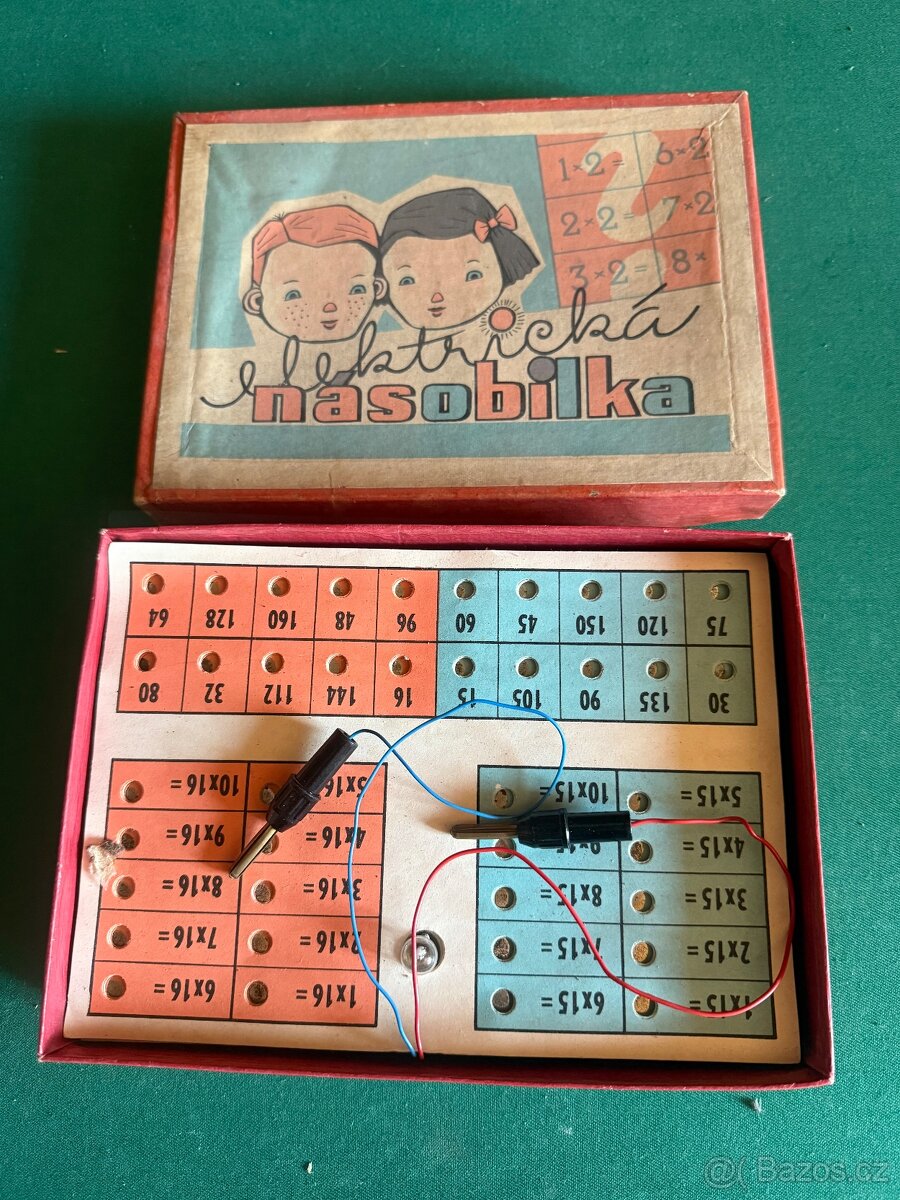 1×2= 6×2
2×2= 7×2
3×2= 8×
elektrická
násobilka
1x15 = 6x15 = 1x16 = 6x16 =
2x15 = 7x15 = 2x16 = 7x16 =
3x15 = 8x15 = 3x16 = 8x16 =
4x15 = 9x15 = 4x16 = 9x16 =
5x15 = 10x15 = 5x16 = 10x16 =
30 135 90 105 15 16 144 112 32 80
75 120 150 45 60 96 48 160 128 64
Bazos.cz